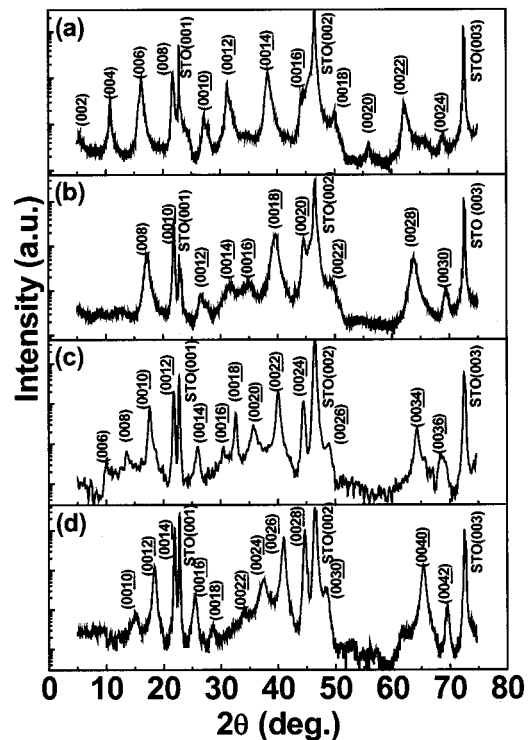 Intensity (a.u.)
(a)
(002)
(004)
(006)
(008)
STO(001)
(0010)
(0012)
(0014)
(0016)
STO(002)
(0018)
(0020)
(0022)
(0024)
STO(003)
(b)
(008)
(0010)
STO(001)
(0012)
(0014)
(0016)
(0018)
(0020)
STO(002)
(0022)
(0028)
(0030)
STO (003)
(c)
(006)
(008)
(0010)
(0012)
STO(001)
(0014)
(0016)
(0018)
(0020)
(0022)
(0024)
STO(002)
(0026)
(0034)
(0036)
STO(003)
(d)
(0010)
(0012)
(0014)
STO(001)
(0016)
(0018)
(0022)
(0024)
(0026)
(0028)
STO(002)
(0030)
(0040)
(0042)
STO(003)
0 10 20 30 40 50 60 70 80
2θ (deg.)